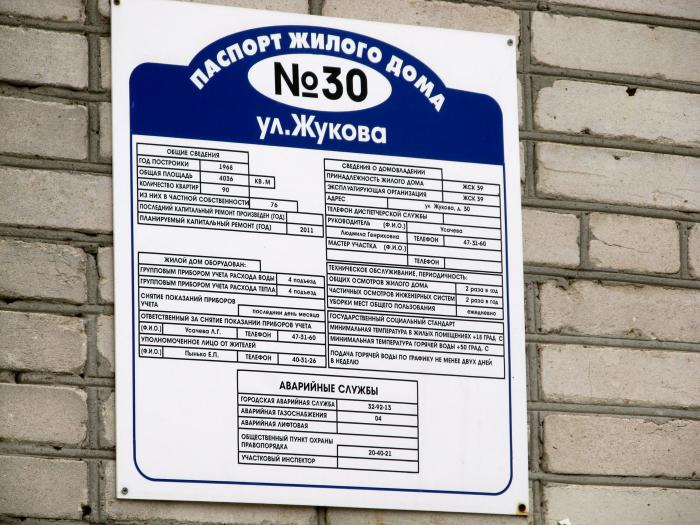 ПАСПОРТ ЖИЛОГО ДОМА
№30
ул.Жукова
ОБЩИЕ СВЕДЕНИЯ
ГОД ПОСТРОЙКИ 1968
ОБЩАЯ ПЛОЩАДЬ 4036 КВ.М
КОЛИЧЕСТВО КВАРТИР 90
ИЗ НИХ В ЧАСТНОЙ СОБСТВЕННОСТИ 76
ПОСЛЕДНИЙ КАПИТАЛЬНЫЙ РЕМОНТ ПРОИЗВЕДЕН (ГОД)
ПЛАНИРУЕМЫЙ КАПИТАЛЬНЫЙ РЕМОНТ (ГОД) 2011
СВЕДЕНИЯ О ДОМОВЛАДЕНИИ
ПРИНАДЛЕЖНОСТЬ ЖИЛОГО ДОМА ЖСК 39
ЭКСПЛУАТИРУЮЩАЯ ОРГАНИЗАЦИЯ ЖСК 39
АДРЕС ул Жукова, д. 30
ТЕЛЕФОН ДИСПЕТЧЕРСКОЙ СЛУЖБЫ
РУКОВОДИТЕЛЬ (Ф.И.О.) Усачева
Людмила Генриховна ТЕЛЕФОН 47-31-60
МАСТЕР УЧАСТКА (Ф.И.О.)
ТЕЛЕФОН
ЖИЛОЙ ДОМ ОБОРУДОВАН:
ГРУППОВЫМ ПРИБОРОМ УЧЕТА РАСХОДА ВОДЫ 4 подъезд
ГРУППОВЫМ ПРИБОРОМ УЧЕТА РАСХОДА ТЕПЛА 4 подъезд
СНЯТИЕ ПОКАЗАНИЙ ПРИБОРОВ
УЧЕТА последнии день месяца
ОТВЕТСТВЕННЫЙ ЗА СНЯТИЕ ПОКАЗАНИЙ ПРИБОРОВ УЧЕТА
(Ф.И.О.) Усачева Л.Г. ТЕЛЕФОН 47-31-60
УПОЛНОМОЧЕННОЕ ЛИЦО ОТ ЖИТЕЛЕЙ
(Ф.И.О.) Пынько Е.П. ТЕЛЕФОН 40-31-26
ТЕХНИЧЕСКОЕ ОБСЛУЖИВАНИЕ, ПЕРИОДИЧНОСТЬ:
ОБЩИХ ОСМОТРОВ ЖИЛОГО ДОМА 2 раза в год
ЧАСТИЧНЫХ ОСМОТРОВ ИНЖЕНЕРНЫХ СИСТЕМ 2 раза в год
УБОРКИ МЕСТ ОБЩЕГО ПОЛЬЗОВАНИЯ ежедневно
ГОСУДАРСТВЕННЫЙ СОЦИАЛЬНЫЙ СТАНДАРТ
МИНИМАЛЬНАЯ ТЕМПЕРАТУРА В ЖИЛЫХ ПОМЕЩЕНИЯХ +18 ГРАД. С
МИНИМАЛЬНАЯ ТЕМПЕРАТУРА ГОРЯЧЕЙ ВОДЫ +50 ГРАД. С
ПОДАЧА ГОРЯЧЕЙ ВОДЫ ПО ГРАФИКУ НЕ МЕНЕЕ ДВУХ ДНЕЙ
В НЕДЕЛЮ
АВАРИЙНЫЕ СЛУЖБЫ
ГОРОДСКАЯ АВАРИЙНАЯ СЛУЖБА 32-92-13
АВАРИЙНАЯ ГАЗОСНАБЖЕНИЯ 04
АВАРИЙНАЯ ЛИФТОВАЯ
ОБЩЕСТВЕННЫЙ ПУНКТ ОХРАНЫ
ПРАВОПОРЯДКА 20-40-21
УЧАСТКОВЫЙ ИНСПЕКТОР